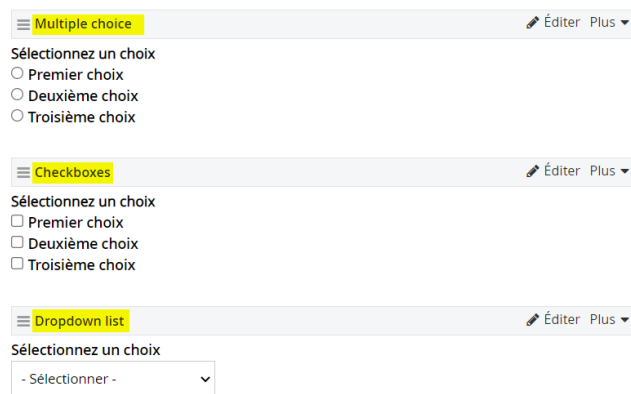 Multiple choice Éditer Plus
Sélectionnez un choix
Premier choix
Deuxième choix
Troisième choix
Checkboxes Éditer Plus
Sélectionnez un choix
Premier choix
Deuxième choix
Troisième choix
Dropdown list Éditer Plus
Sélectionnez un choix
- Sélectionner -